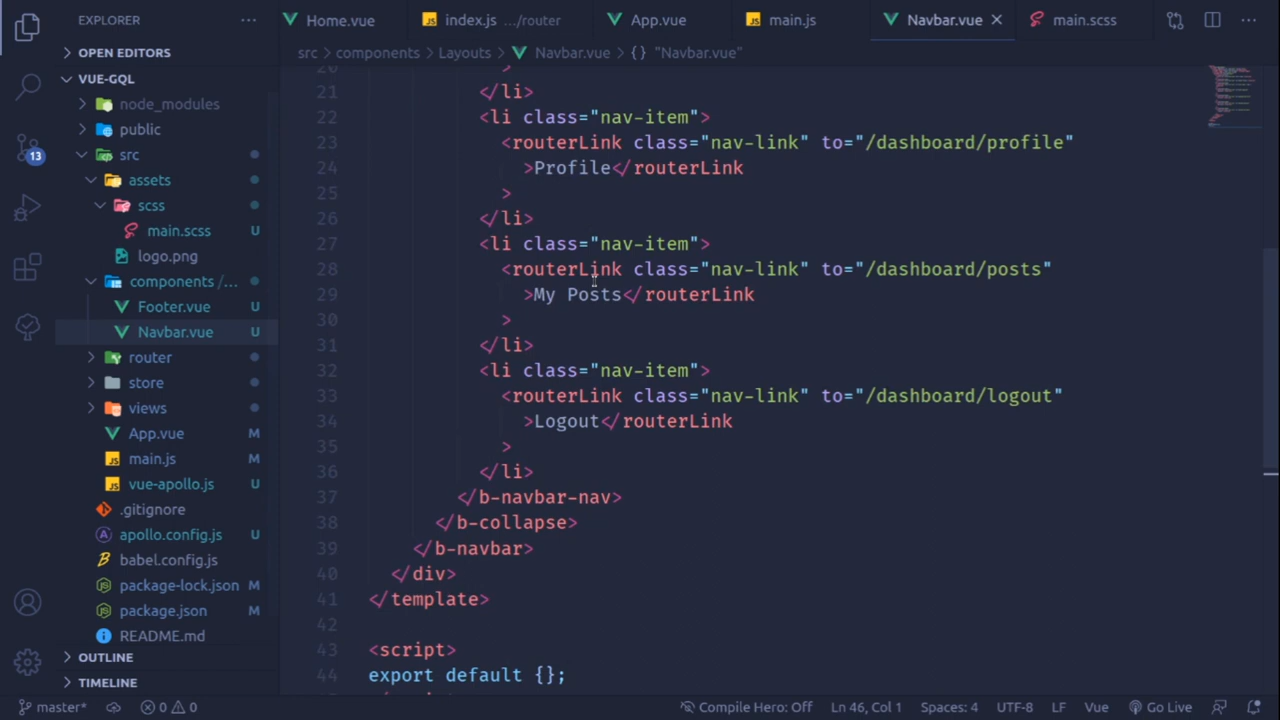 EXPLORER
Home.vue
index.js .../router
App.vue
main.js
Navbar.vue
main.scss
OPEN EDITORS
VUE-GQL
node_modules
public
src
assets
scss
main.scss U
logo.png
components /...
Footer.vue U
Navbar.vue U
router
store
views
App.vue M
main.js M
vue-apollo.js U
.gitignore
apollo.config.js U
babel.config.js
package-lock.json M
package.json M
README.md
OUTLINE
TIMELINE
13
src > components > Layouts > Navbar.vue > {} "Navbar.vue"
20 >
21 </li>
22 <li class="nav-item">
23 <routerLink class="nav-link" to="/dashboard/profile"
24 >Profile</routerLink
25 >
26 </li>
27 <li class="nav-item">
28 <routerLink class="nav-link" to="/dashboard/posts"
29 >My Posts</routerLink
30 >
31 </li>
32 <li class="nav-item">
33 <routerLink class="nav-link" to="/dashboard/logout"
34 >Logout</routerLink
35 >
36 </li>
37 </b-navbar-nav>
38 </b-collapse>
39 </b-navbar>
40 </div>
41 </template>
42
43 <script>
44 export default {};
master* 0 0 Compile Hero: Off Ln 46, Col 1 Spaces: 4 UTF-8 LF Vue Go Live